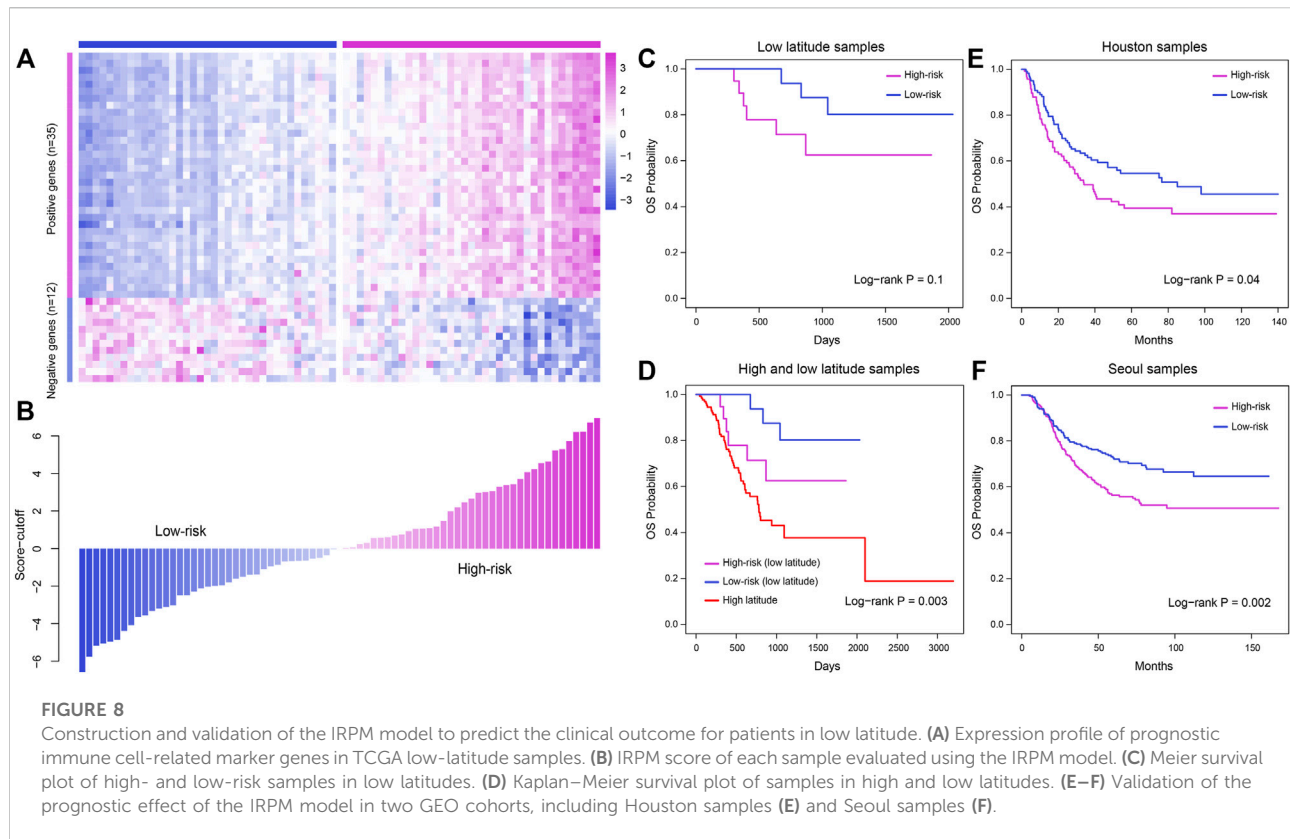 A
Positive genes (n=35)
Negative genes (n=12)
3
2
1
0
−1
−2
−3
B
Score−cutoff
6
4
2
0
−2
−4
−6
Low-risk
High-risk
C
Low latitude samples
OS Probability
1.0
0.8
0.6
0.4
0.2
0.0
High-risk
Low-risk
Log−rank P = 0.1
0 500 1000 1500 2000
Days
E
Houston samples
OS Probability
1.0
0.8
0.6
0.4
0.2
0.0
High-risk
Low-risk
Log−rank P = 0.04
0 20 40 60 80 100 120 140
Months
D
High and low latitude samples
OS Probability
1.0
0.8
0.6
0.4
0.2
0.0
High-risk (low latitude)
Low-risk (low latitude)
High latitude
Log−rank P = 0.003
0 500 1000 1500 2000 2500 3000
Days
F
Seoul samples
OS Probability
1.0
0.8
0.6
0.4
0.2
0.0
High-risk
Low-risk
Log−rank P = 0.002
0 50 100 150
Months
FIGURE 8
Construction and validation of the IRPM model to predict the clinical outcome for patients in low latitude. (A) Expression profile of prognostic
immune cell-related marker genes in TCGA low-latitude samples. (B) IRPM score of each sample evaluated using the IRPM model. (C) Meier survival
plot of high- and low-risk samples in low latitudes. (D) Kaplan–Meier survival plot of samples in high and low latitudes. (E–F) Validation of the
prognostic effect of the IRPM model in two GEO cohorts, including Houston samples (E) and Seoul samples (F).